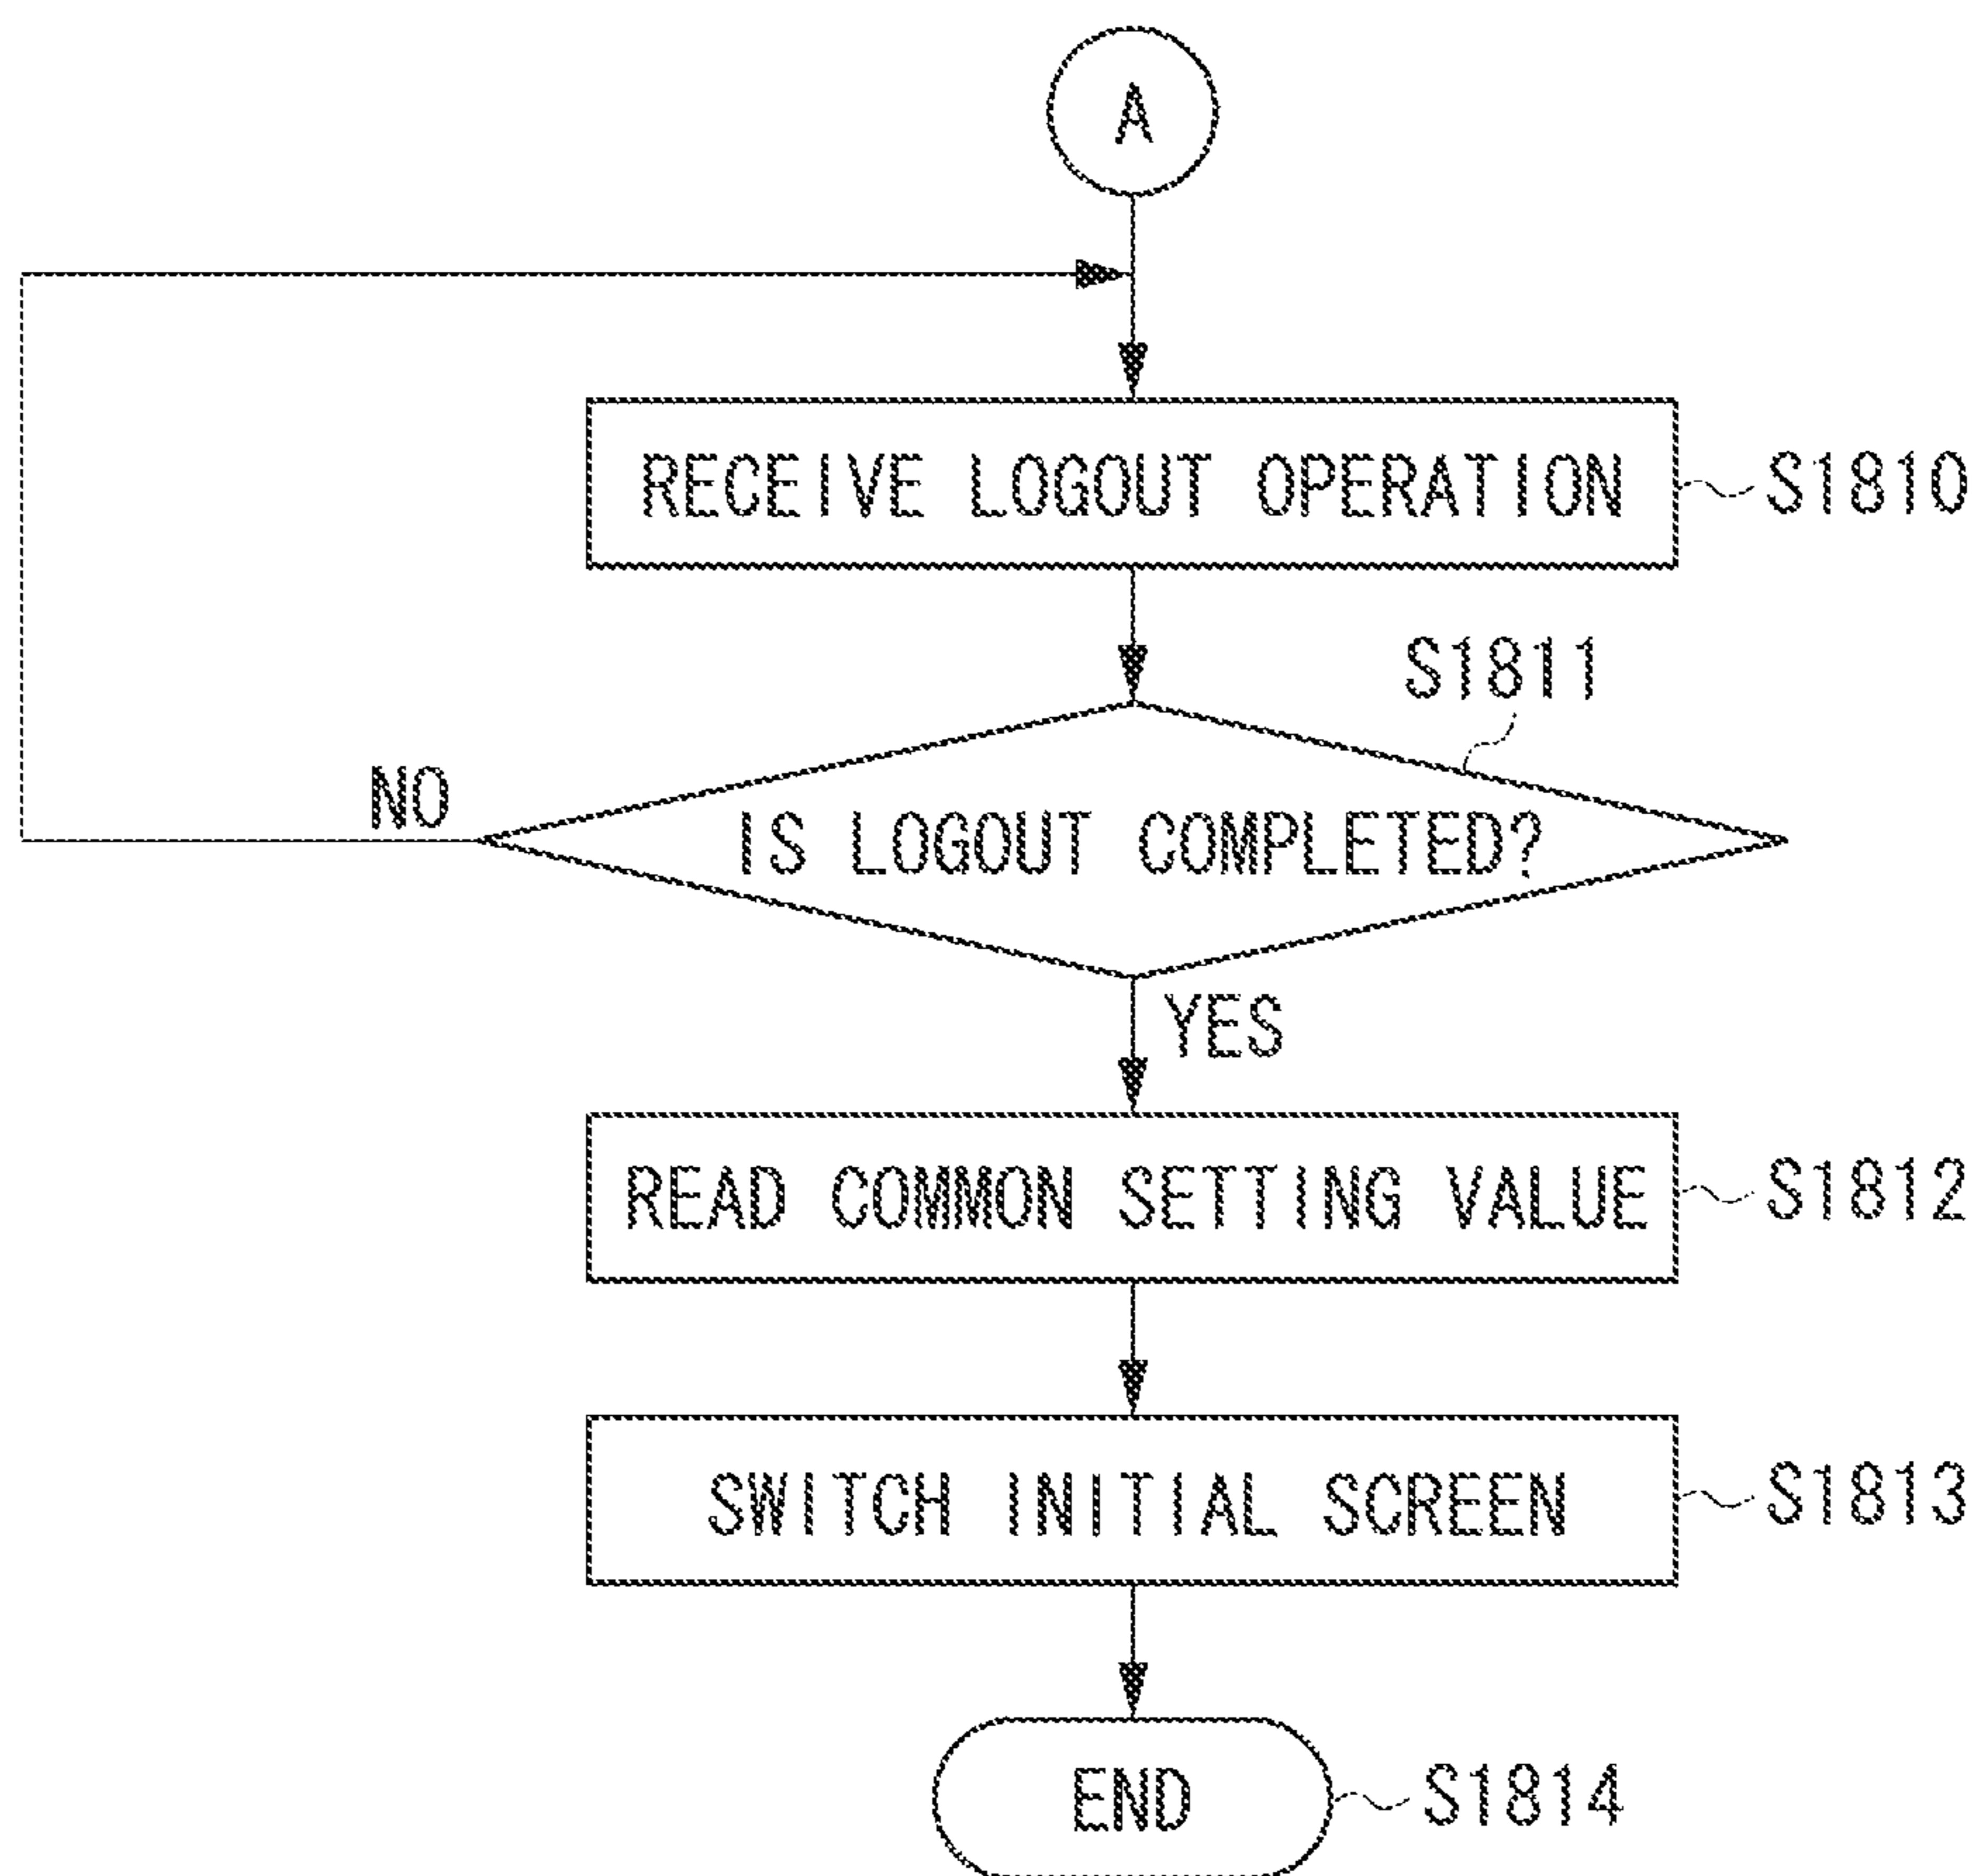 A
RECEIVE LOGOUT OPERATION S1810
S1811
NO
IS LOGOUT COMPLETED?
YES
READ COMMON SETTING VALUE S1812
SWITCH INITIAL SCREEN S1813
END S1814